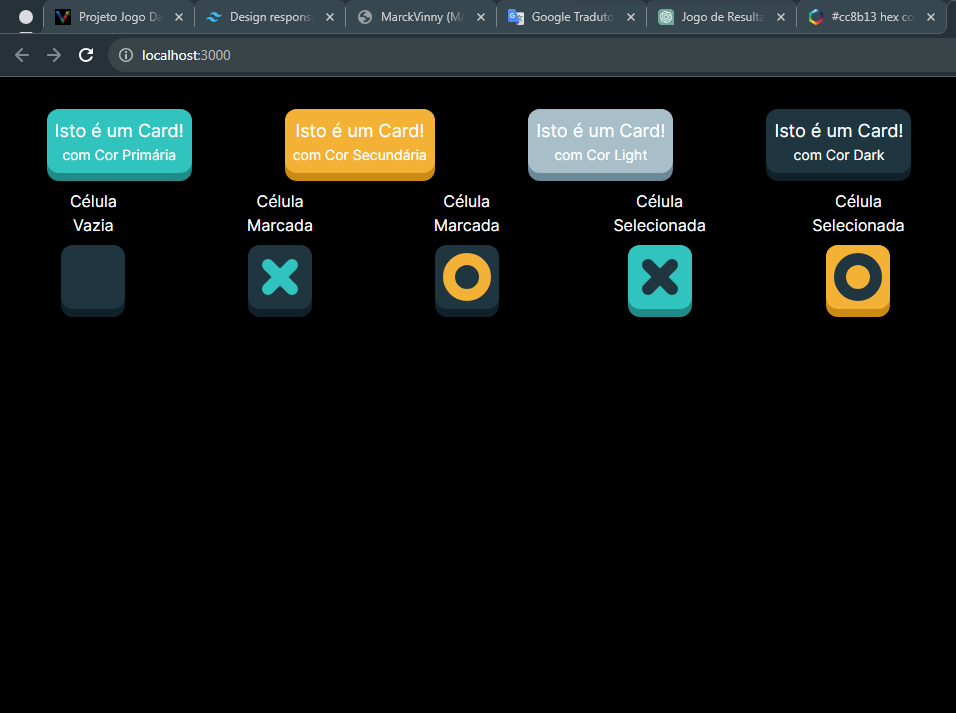 Projeto Jogo Da
Design respons
MarckVinny (MA
Google Traduto
Jogo de Resulta
#cc8b13 hex co
localhost:3000
Isto é um Card!
com Cor Primária
Isto é um Card!
com Cor Secundária
Isto é um Card!
com Cor Light
Isto é um Card!
com Cor Dark
Célula
Vazia
Célula
Marcada
Célula
Marcada
Célula
Selecionada
Célula
Selecionada